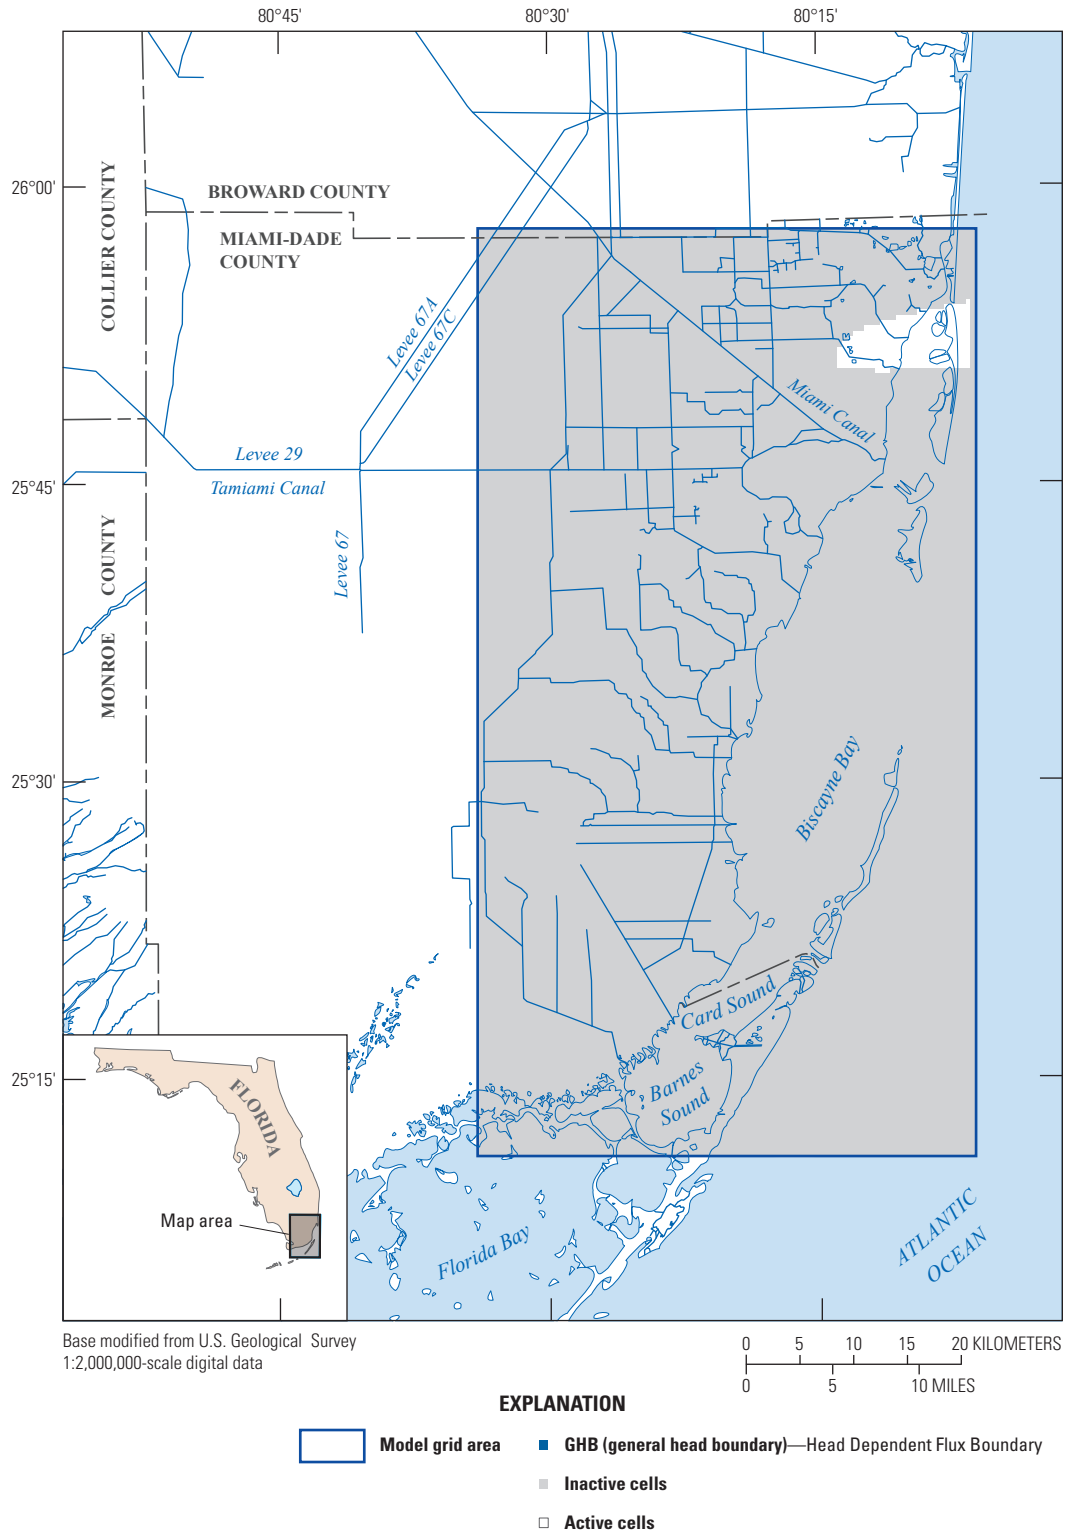 80°45'
80°30'
80°15'
26°00'
25°45'
25°30'
25°15'
COLLIER COUNTY
BROWARD COUNTY
MIAMI-DADE
COUNTY
Levee 67A
Levee 67C
Miami Canal
Levee 29
Tamiami Canal
Levee 67
MONROE COUNTY
Biscayne Bay
Card Sound
Barnes
Sound
FLORIDA
Map area
Florida Bay
ATLANTIC
OCEAN
Base modified from U.S. Geological Survey
1:2,000,000-scale digital data
0 5 10 15 20 KILOMETERS
0 5 10 MILES
EXPLANATION
Model grid area
GHB (general head boundary)—Head Dependent Flux Boundary
Inactive cells
Active cells